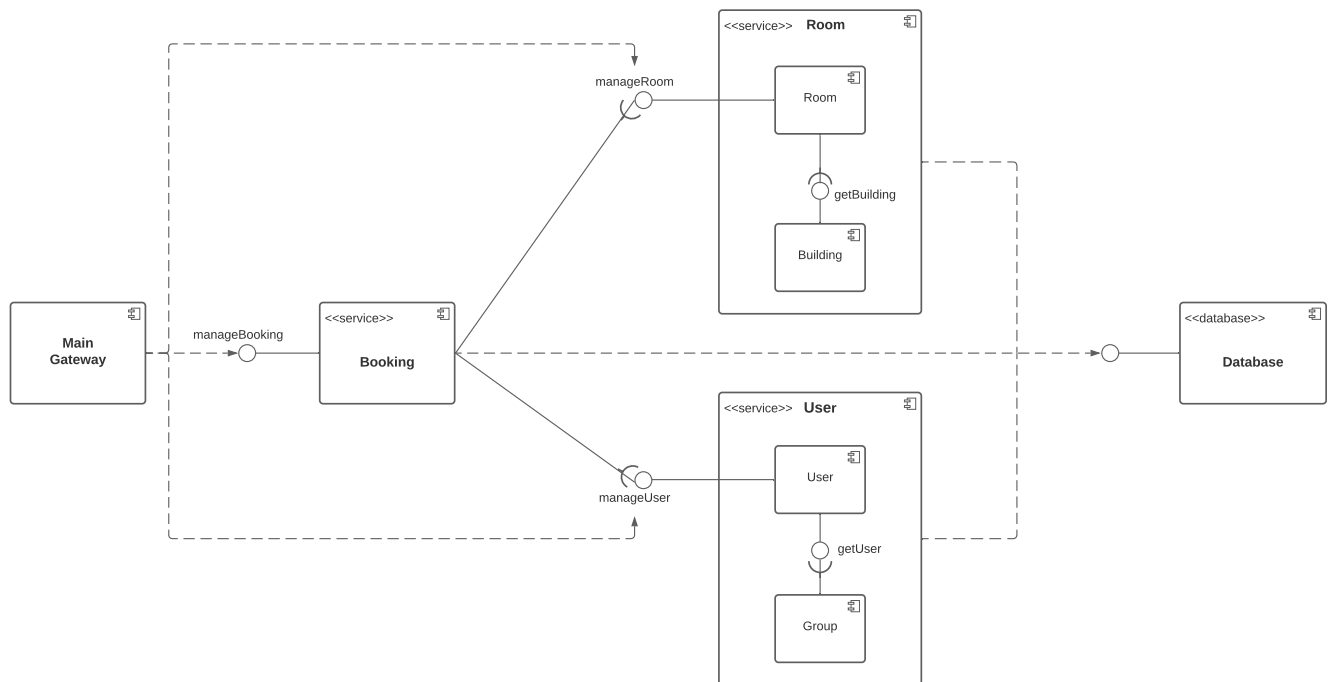 <<service>> Room
manageRoom
Room
getBuilding
Building
manageBooking
Main
Gateway
<<service>>
Booking
<<database>>
Database
<<service>> User
User
manageUser
getUser
Group